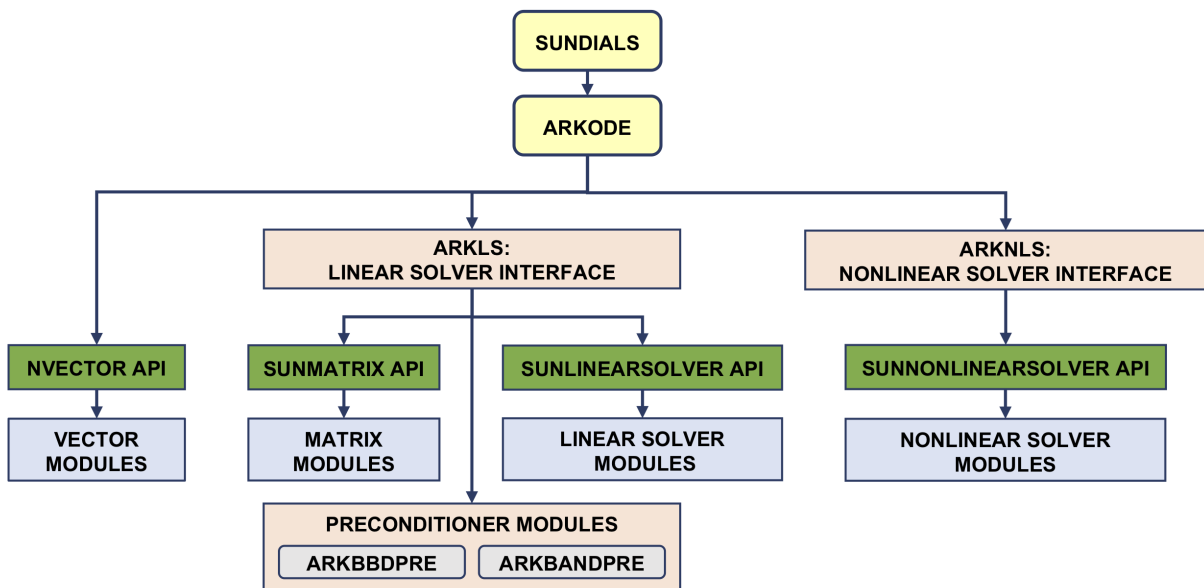 SUNDIALS
ARKODE
ARKLS:
LINEAR SOLVER INTERFACE
ARKNLS:
NONLINEAR SOLVER INTERFACE
NVECTOR API
SUNMATRIX API
SUNLINEARSOLVER API
SUNNONLINEARSOLVER API
VECTOR
MODULES
MATRIX
MODULES
LINEAR SOLVER
MODULES
NONLINEAR SOLVER
MODULES
PRECONDITIONER MODULES
ARKBBDPRE
ARKBANDPRE